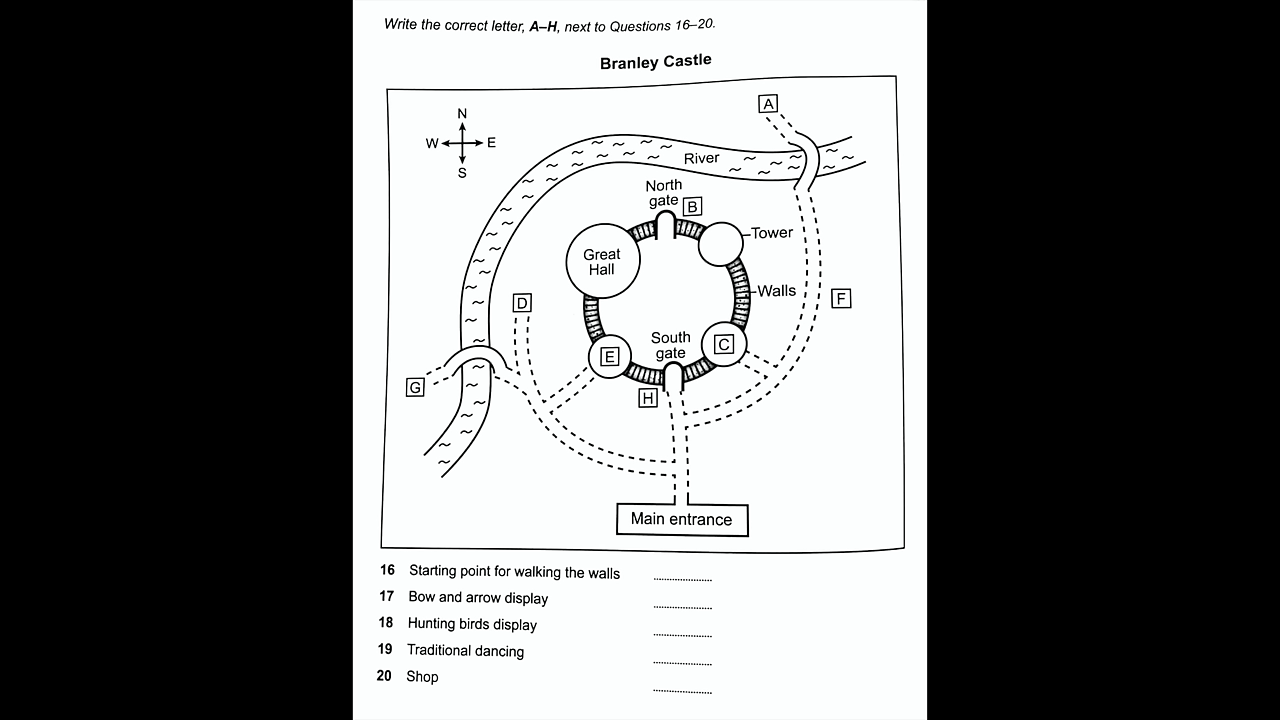 Write the correct letter, A–H, next to Questions 16–20.
Branley Castle
A
N
W E
S
River
North
gate
B
Tower
Great
Hall
Walls
D
F
South
gate
C
E
G
H
Main entrance
16 Starting point for walking the walls ......................
17 Bow and arrow display ......................
18 Hunting birds display ......................
19 Traditional dancing ......................
20 Shop ......................